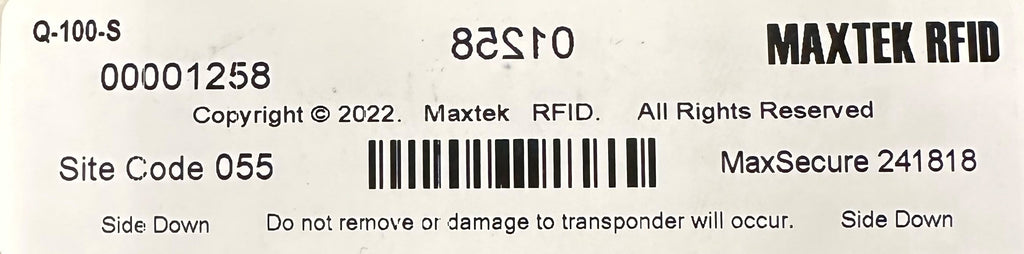 Q-100-S
01258
MAXTEK RFID
00001258
Copyright © 2022. Maxtek RFID. All Rights Reserved
Site Code 055
MaxSecure 241818
Side Down Do not remove or damage to transponder will occur. Side Down